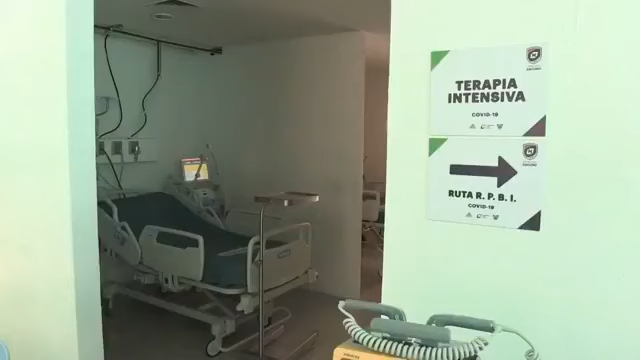 TERAPIA
INTENSIVA
COVID-19
RUTA R. P. B. I.
COVID-19